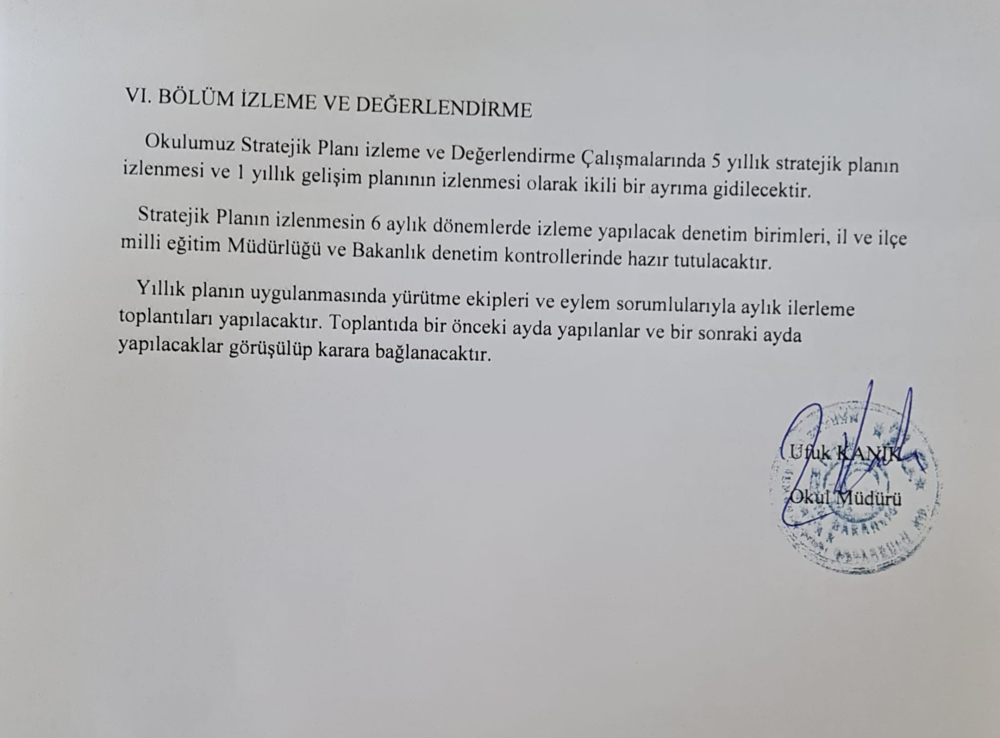 VI. BÖLÜM İZLEME VE DEĞERLENDİRME
Okulumuz Stratejik Planı izleme ve Değerlendirme Çalışmalarında 5 yıllık stratejik planın
izlenmesi ve 1 yıllık gelişim planının izlenmesi olarak ikili bir ayrıma gidilecektir.
Stratejik Planın izlenmesin 6 aylık dönemlerde izleme yapılacak denetim birimleri, il ve ilçe
milli eğitim Müdürlüğü ve Bakanlık denetim kontrollerinde hazır tutulacaktır.
Yıllık planın uygulanmasında yürütme ekipleri ve eylem sorumlularıyla aylık ilerleme
toplantıları yapılacaktır. Toplantıda bir önceki ayda yapılanlar ve bir sonraki ayda
yapılacaklar görüşülüp karara bağlanacaktır.
Ufuk KANIK
Okul Müdürü